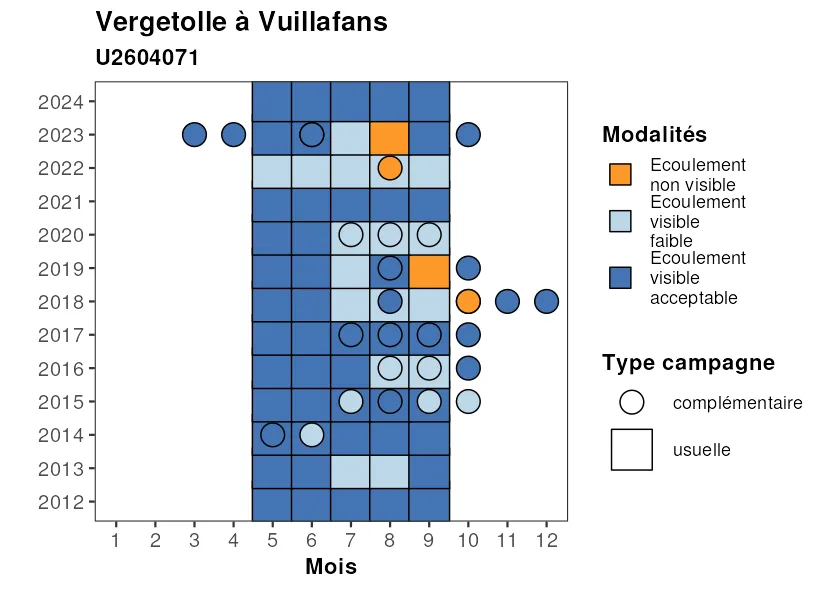 Vergetolle à Vuillafans
U2604071
2024
2023
2022
2021
2020
2019
2018
2017
2016
2015
2014
2013
2012
1 2 3 4 5 6 7 8 9 10 11 12
Mois
Modalités
Ecoulement
non visible
Ecoulement
visible
faible
Ecoulement
visible
acceptable
Type campagne
complémentaire
usuelle